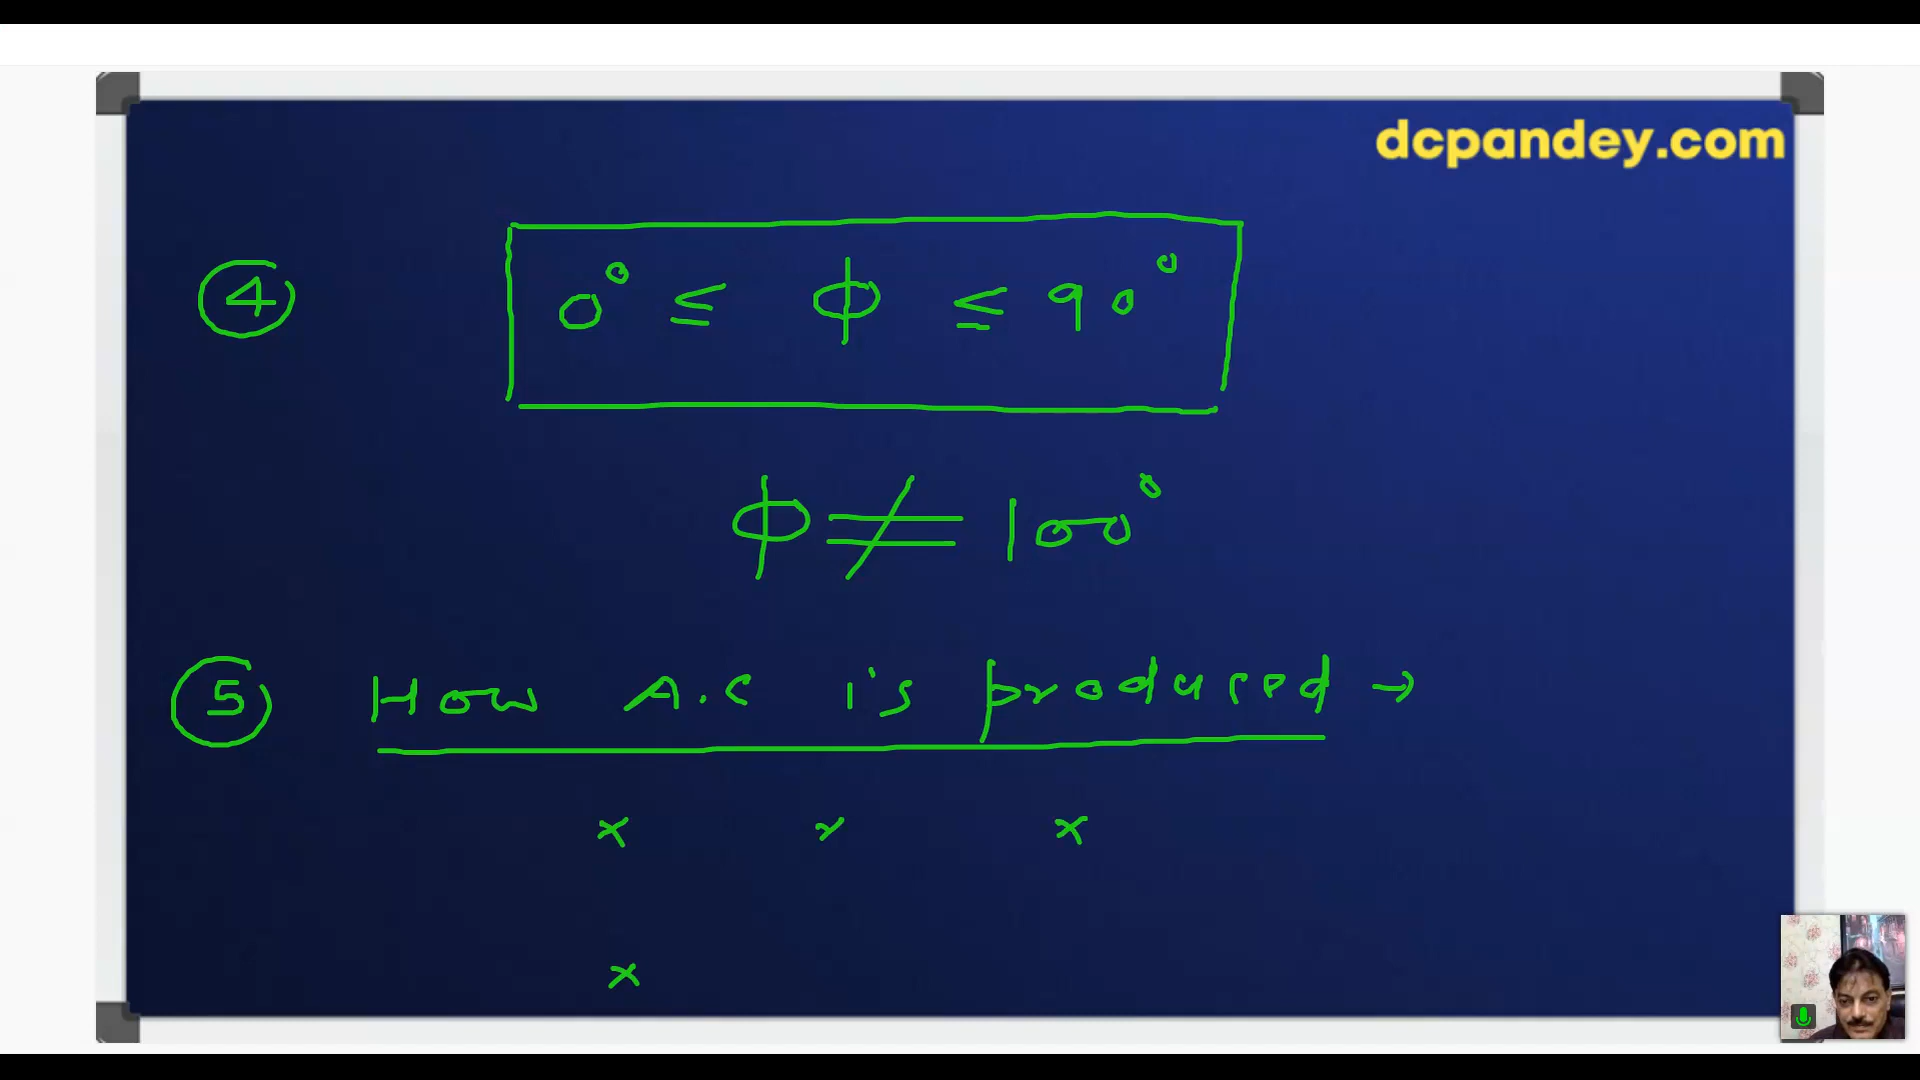 dcpandey.com
④ 0° ≤ ϕ ≤ 90°
ϕ ≠ 100°
⑤ How A.C is produced →
x x x
x